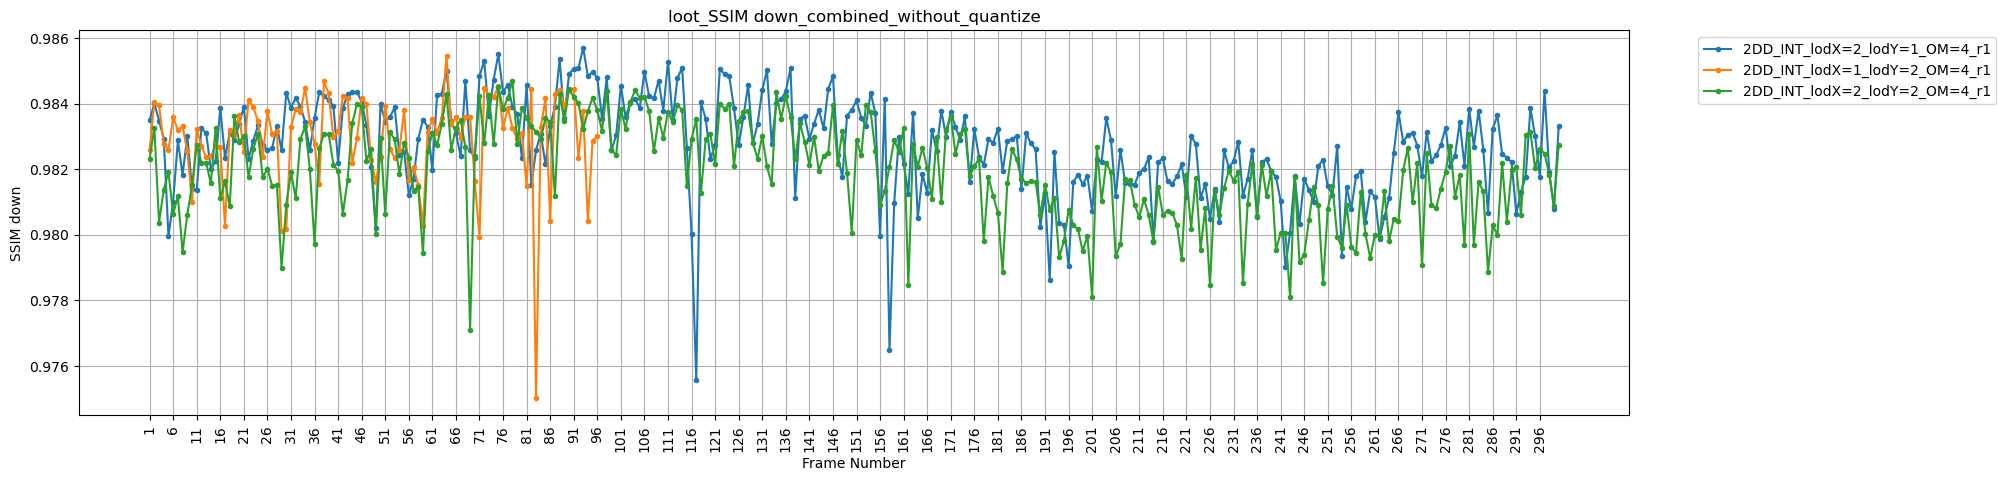 loot_SSIM down_combined_without_quantize
0.986
0.984
0.982
0.980
0.978
0.976
SSIM down
1 6 11 16 21 26 31 36 41 46 51 56 61 66 71 76 81 86 91 96 101 106 111 116 121 126 131 136 141 146 151 156 161 166 171 176 181 186 191 196 201 206 211 216 221 226 231 236 241 246 251 256 261 266 271 276 281 286 291 296
Frame Number
2DD_INT_lodX=2_lodY=1_OM=4_r1
2DD_INT_lodX=1_lodY=2_OM=4_r1
2DD_INT_lodX=2_lodY=2_OM=4_r1